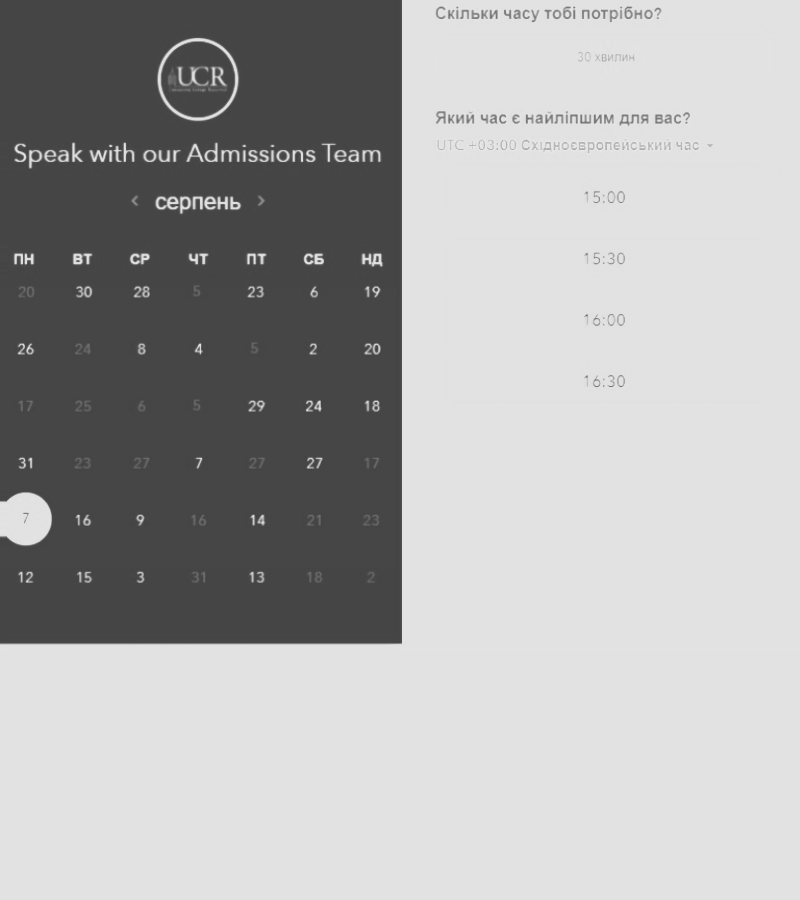 UCR
Speak with our Admissions Team
серпень
ПН ВТ СР ЧТ ПТ СБ НД
20 30 28 5 23 6 19
26 24 8 4 5 2 20
17 25 6 5 29 24 18
31 23 27 7 27 27 17
7 16 9 16 14 21 23
12 15 3 31 13 18 2
Скільки часу тобі потрібно?
30 хвилин
Який час є найліпшим для вас?
UTC +03:00 Східноєвропейський час
15:00
15:30
16:00
16:30